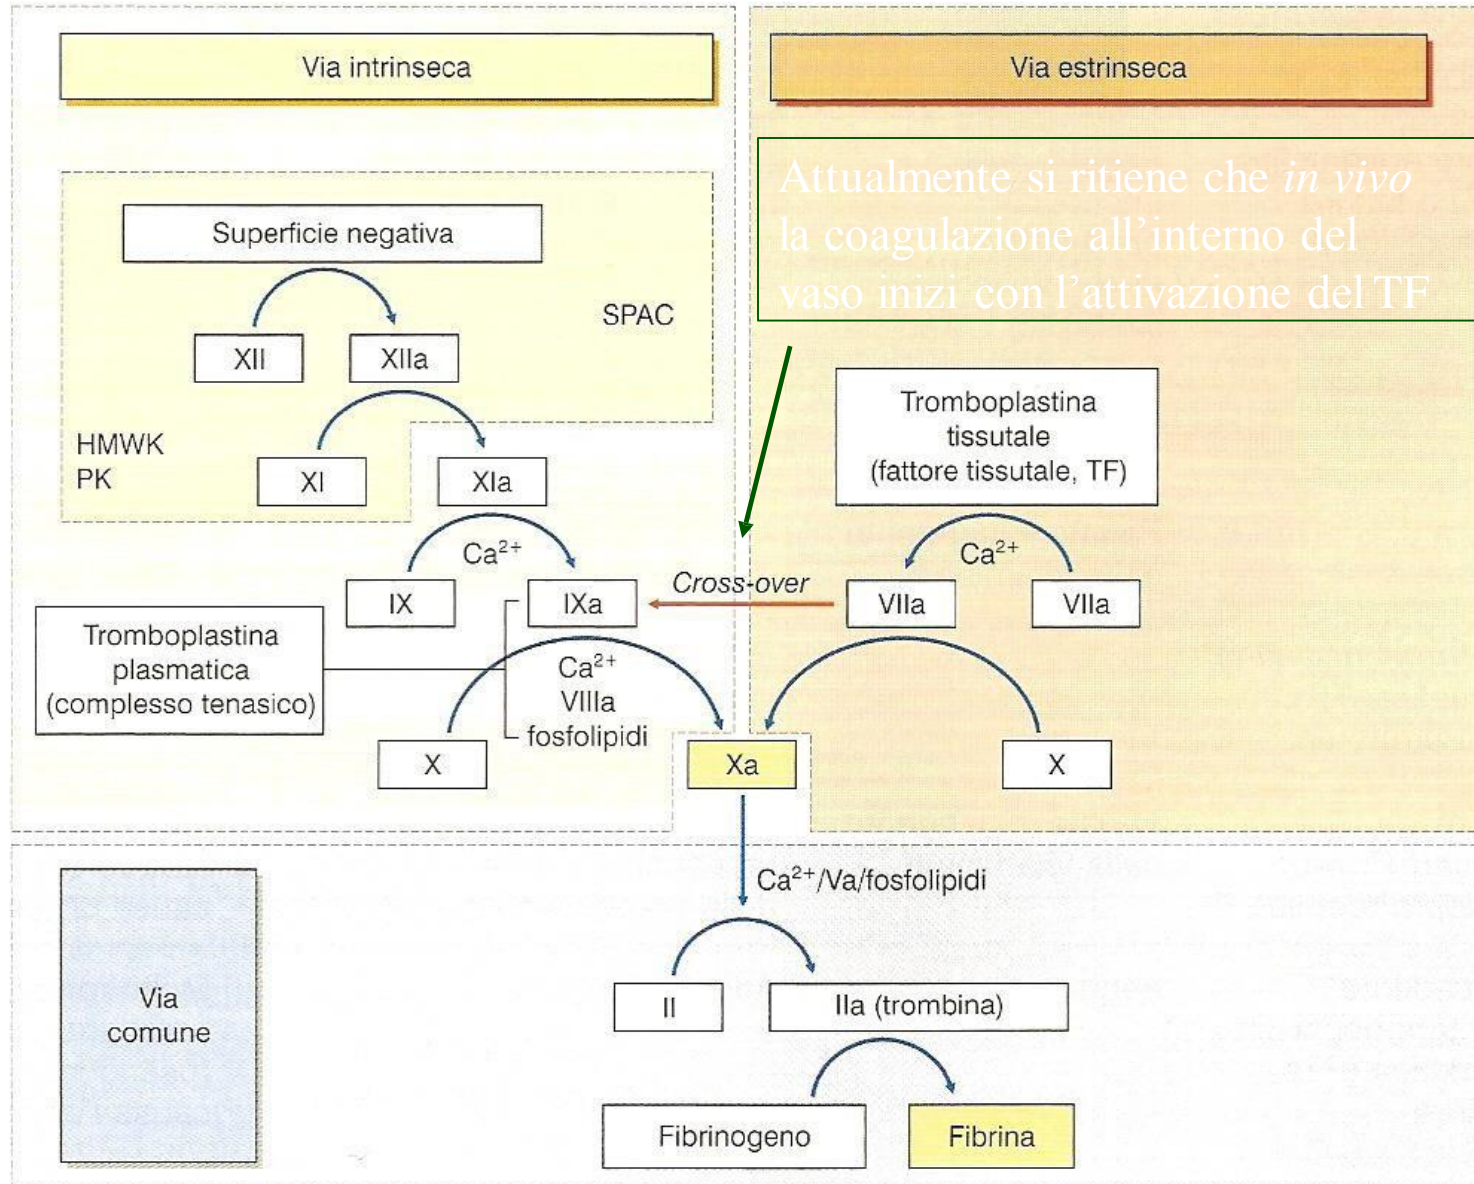 Via intrinseca
Via estrinseca
Attualmente si ritiene che in vivo
la coagulazione all’interno del
vaso inizi con l’attivazione del TF
Superficie negativa
SPAC
XII
XIIa
HMWK
PK
XI
XIa
Tromboplastina
tissutale
(fattore tissutale, TF)
Ca²⁺
Ca²⁺
IX
IXa
Cross-over
VIIa
VIIa
Tromboplastina
plasmatica
(complesso tenasico)
Ca²⁺
VIIIa
fosfolipidi
X
Xa
X
Via
comune
Ca²⁺/Va/fosfolipidi
II
IIa (trombina)
Fibrinogeno
Fibrina